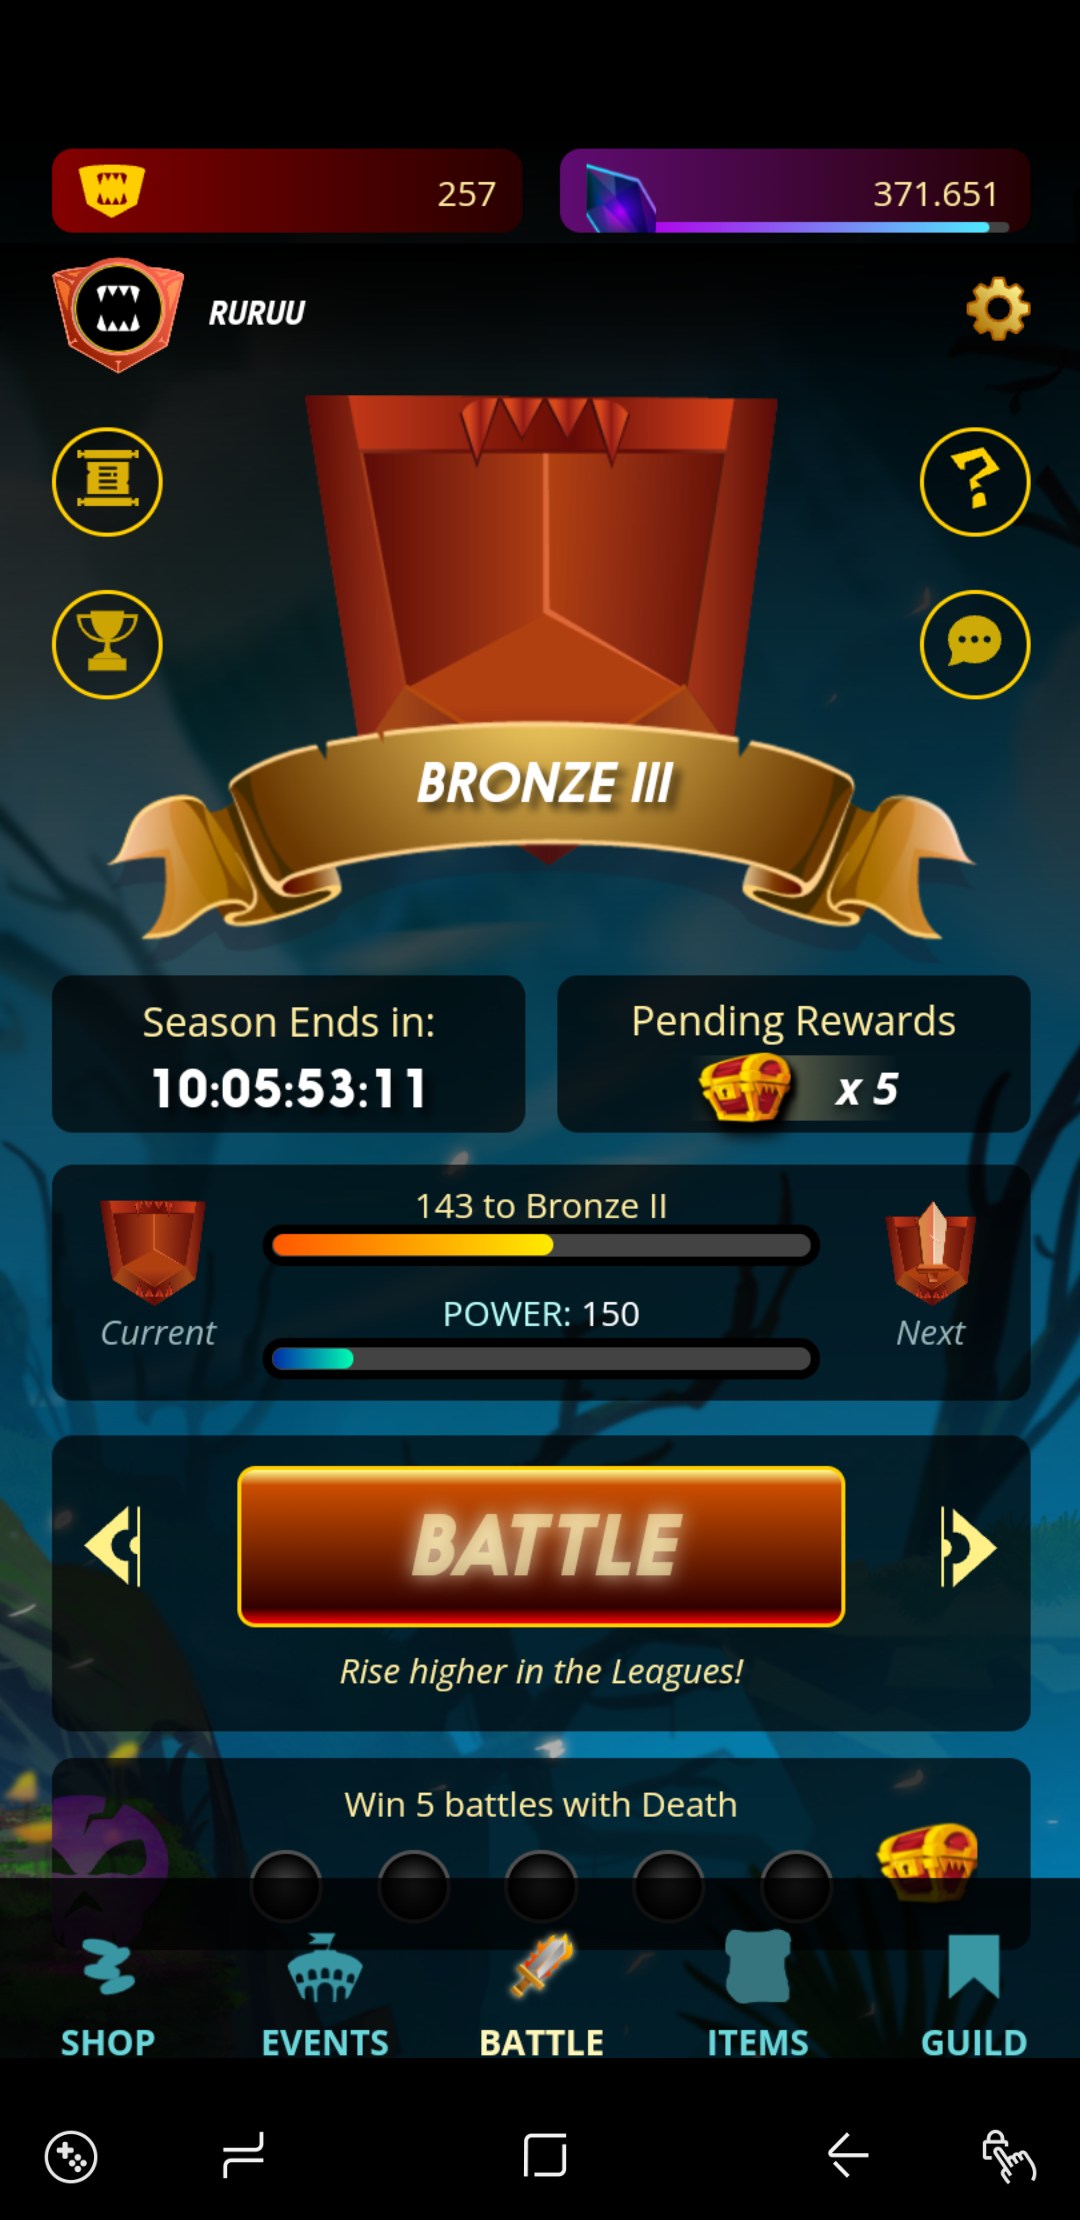 257
371.651
RURUU
BRONZE III
Season Ends in:
10:05:53:11
Pending Rewards
x 5
143 to Bronze II
POWER: 150
Current
Next
BATTLE
Rise higher in the Leagues!
Win 5 battles with Death
SHOP
EVENTS
BATTLE
ITEMS
GUILD